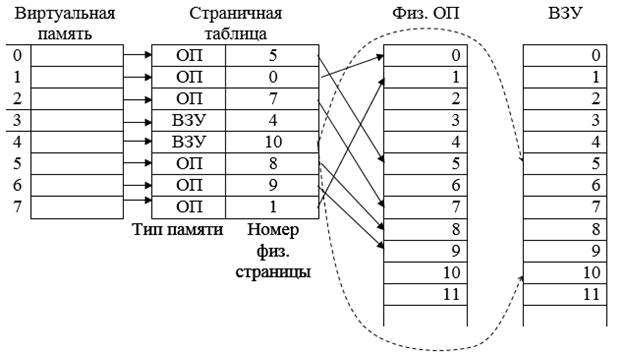 Виртуальная Страничная Физ. ОП ВЗУ
память таблица
0 ОП 5 0 0
1 ОП 0 1 1
2 ОП 7 2 2
3 ВЗУ 4 3 3
4 ВЗУ 10 4 4
5 ОП 8 5 5
6 ОП 9 6 6
7 ОП 1 7 7
Тип памяти Номер 8 8
физ. 9 9
страницы 10 10
11 11